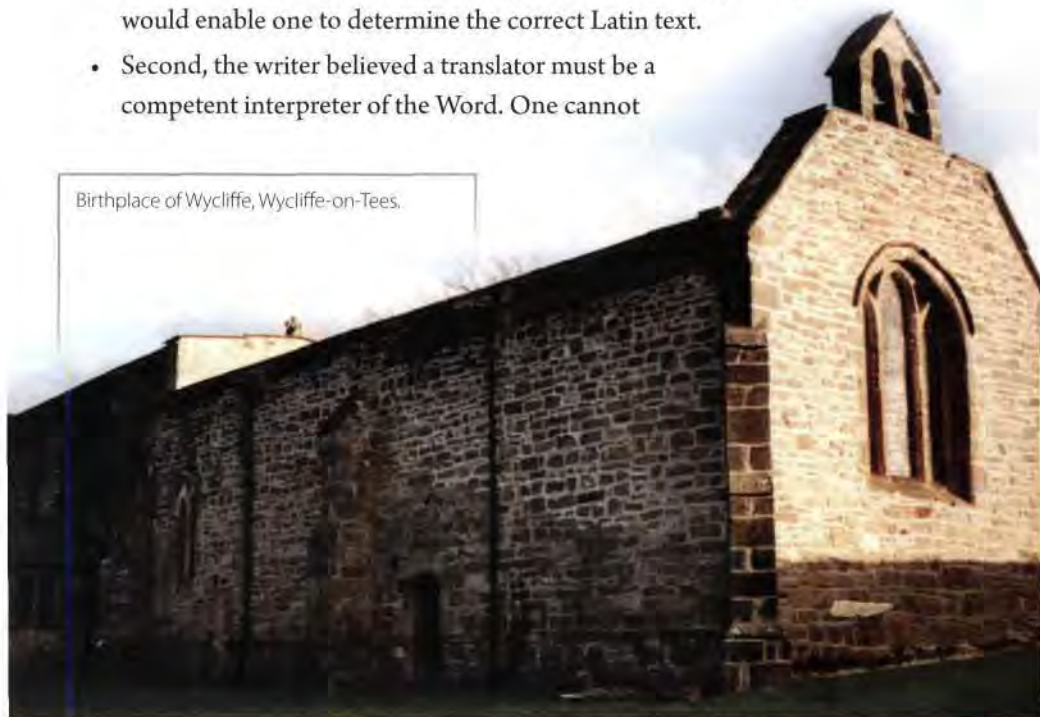 would enable one to determine the correct Latin text.
• Second, the writer believed a translator must be a
competent interpreter of the Word. One cannot
Birthplace of Wycliffe, Wycliffe-on-Tees.